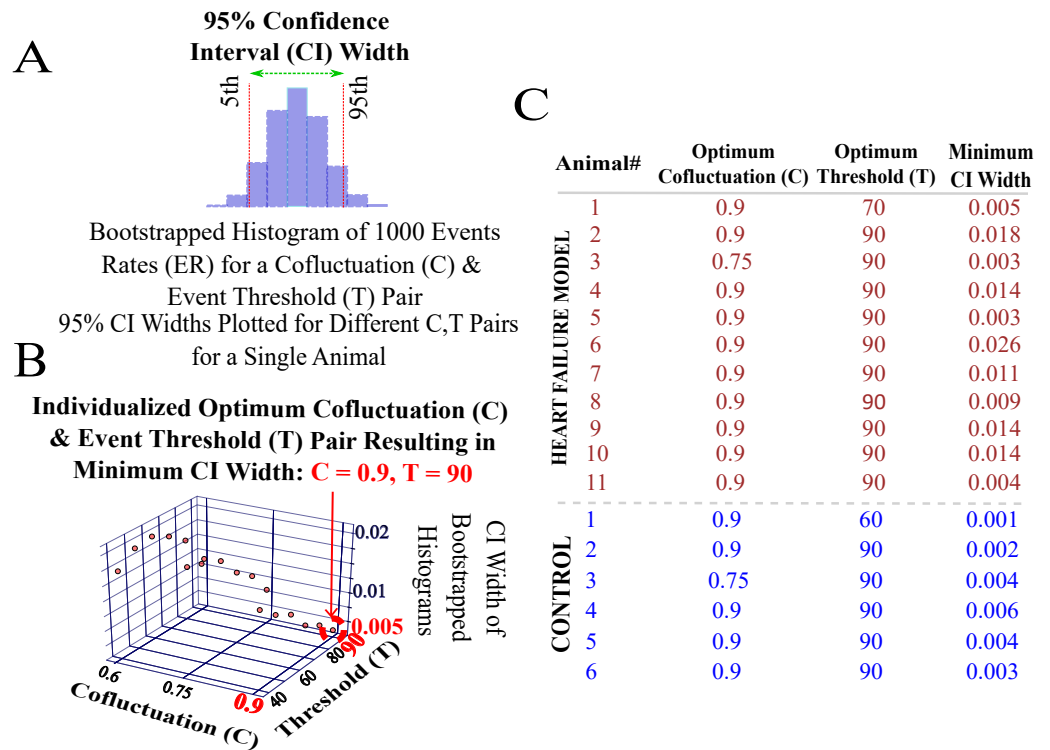 A
95% Confidence
Interval (CI) Width
5th
95th
Bootstrapped Histogram of 1000 Events
Rates (ER) for a Cofluctuation (C) &
Event Threshold (T) Pair
95% CI Widths Plotted for Different C,T Pairs
for a Single Animal
B
Individualized Optimum Cofluctuation (C)
& Event Threshold (T) Pair Resulting in
Minimum CI Width: C = 0.9, T = 90
0.02
0.01
0.005
CI Width of
Bootstrapped
Histograms
0.6
0.75
0.9
Cofluctuation (C)
40
60
80
90
Threshold (T)
C
Animal# Optimum Cofluctuation (C) Optimum Threshold (T) Minimum CI Width
HEART FAILURE MODEL
1 0.9 70 0.005
2 0.9 90 0.018
3 0.75 90 0.003
4 0.9 90 0.014
5 0.9 90 0.003
6 0.9 90 0.026
7 0.9 90 0.011
8 0.9 90 0.009
9 0.9 90 0.014
10 0.9 90 0.014
11 0.9 90 0.004
CONTROL
1 0.9 60 0.001
2 0.9 90 0.002
3 0.75 90 0.004
4 0.9 90 0.006
5 0.9 90 0.004
6 0.9 90 0.003